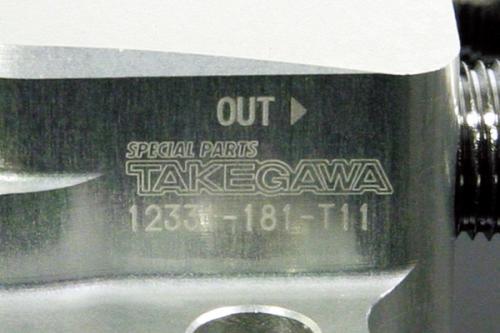 OUT ▶
SPECIAL PARTS
TAKEGAWA
-181-T11